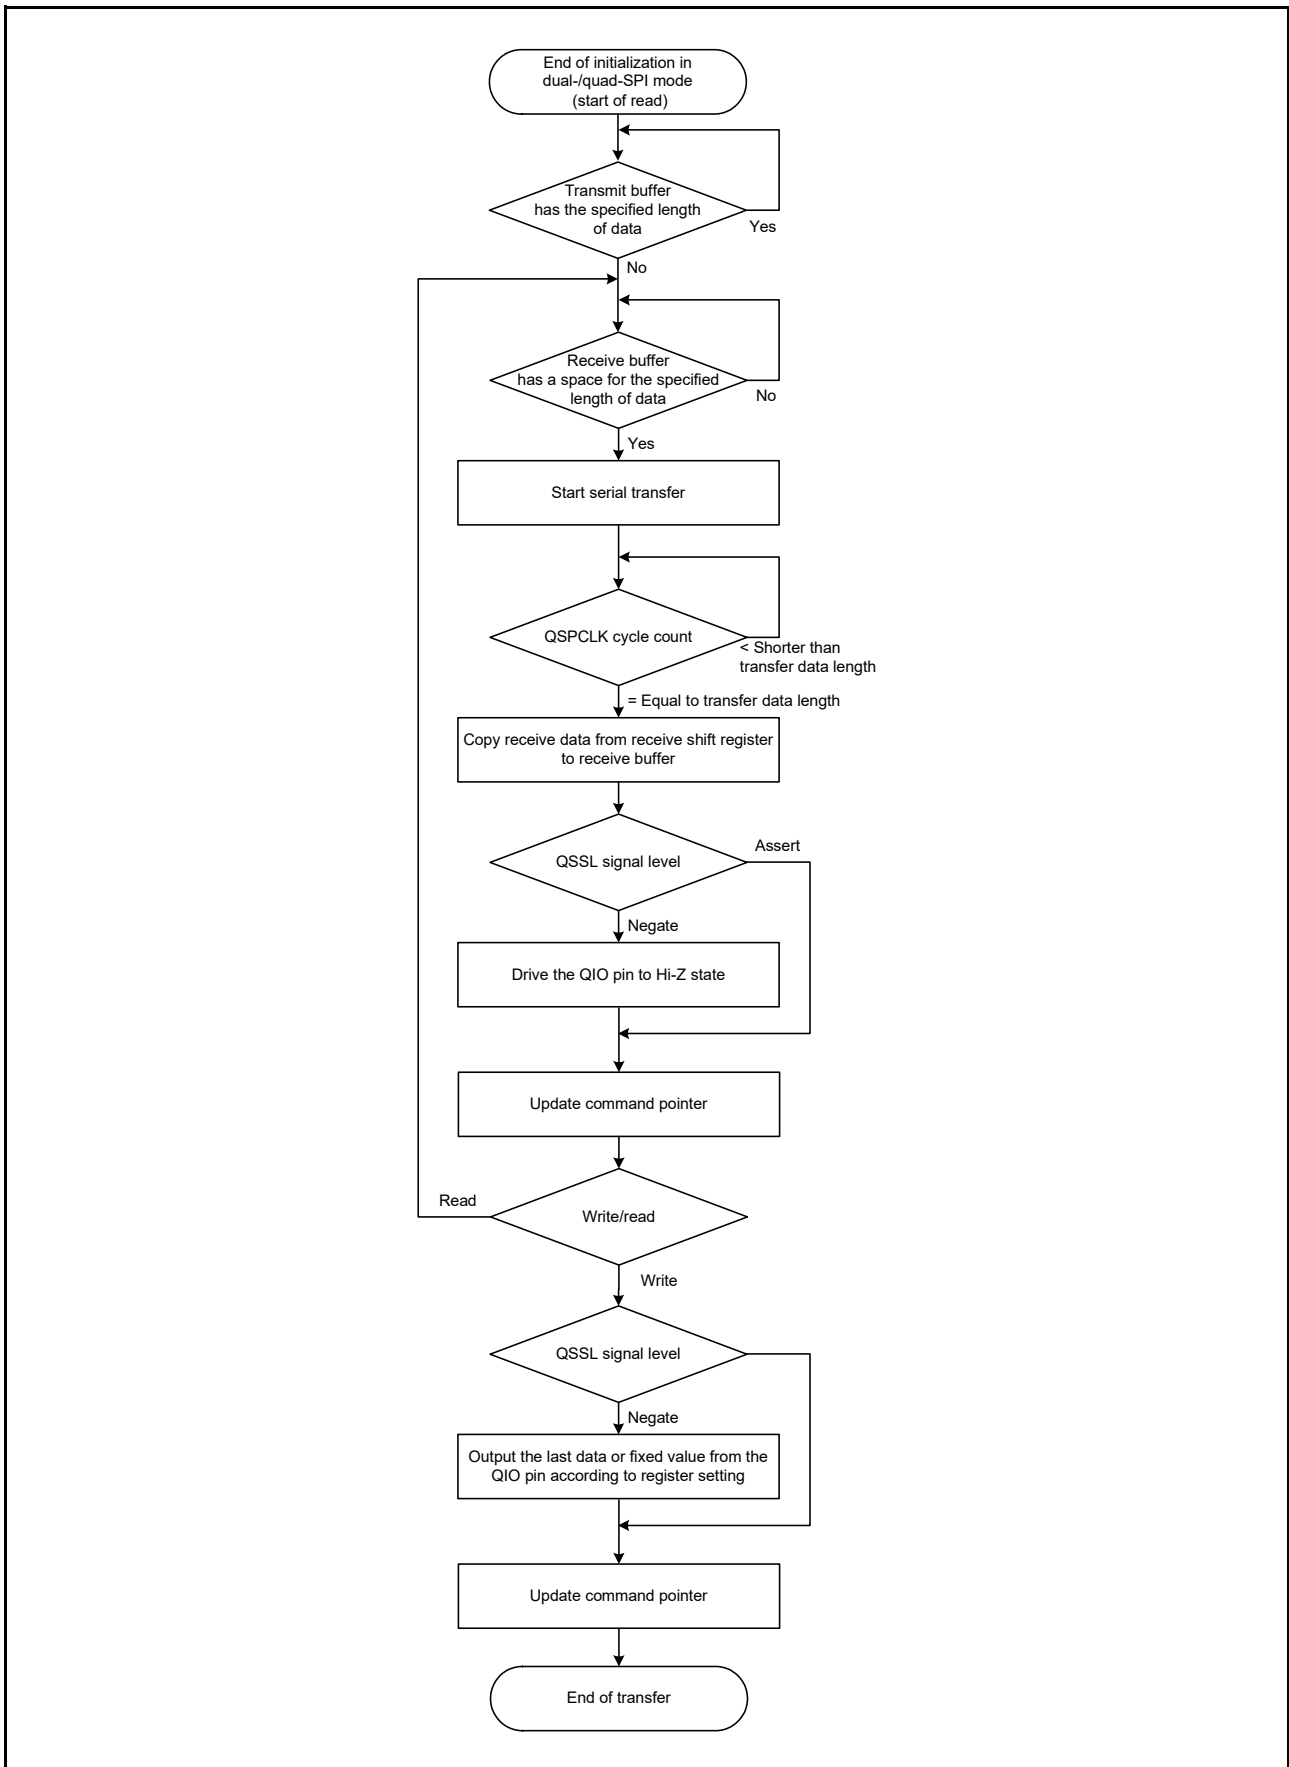 End of initialization in
dual-/quad-SPI mode
(start of read)
Transmit buffer
has the specified length
of data
Yes
No
Receive buffer
has a space for the specified
length of data
No
Yes
Start serial transfer
QSPCLK cycle count
< Shorter than
transfer data length
= Equal to transfer data length
Copy receive data from receive shift register
to receive buffer
QSSL signal level
Assert
Negate
Drive the QIO pin to Hi-Z state
Update command pointer
Read
Write/read
Write
QSSL signal level
Negate
Output the last data or fixed value from the
QIO pin according to register setting
Update command pointer
End of transfer